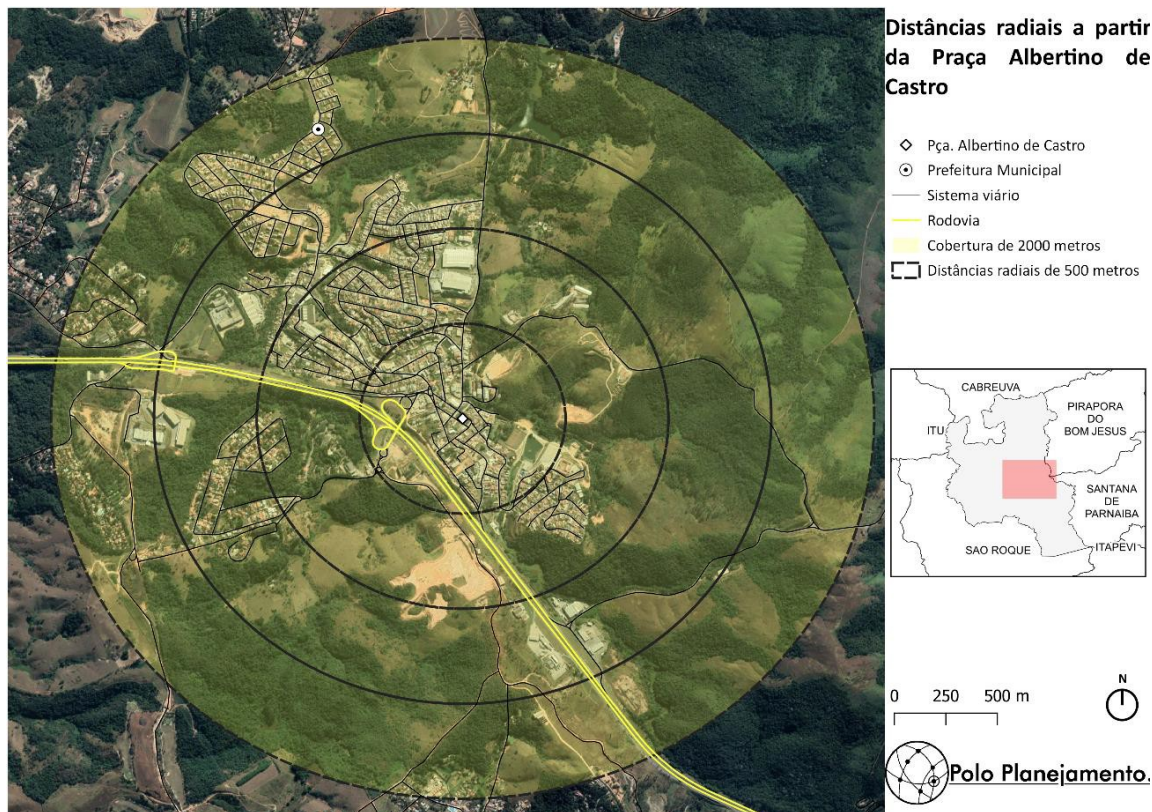 Distâncias radiais a partir
da Praça Albertino de
Castro
Pça. Albertino de Castro
Prefeitura Municipal
Sistema viário
Rodovia
Cobertura de 2000 metros
Distâncias radiais de 500 metros
CABREUVA
PIRAPORA
DO
BOM JESUS
ITU
SANTANA
DE
PARNAIBA
SAO ROQUE
ITAPEVI
0 250 500 m
N
Polo Planejamento.